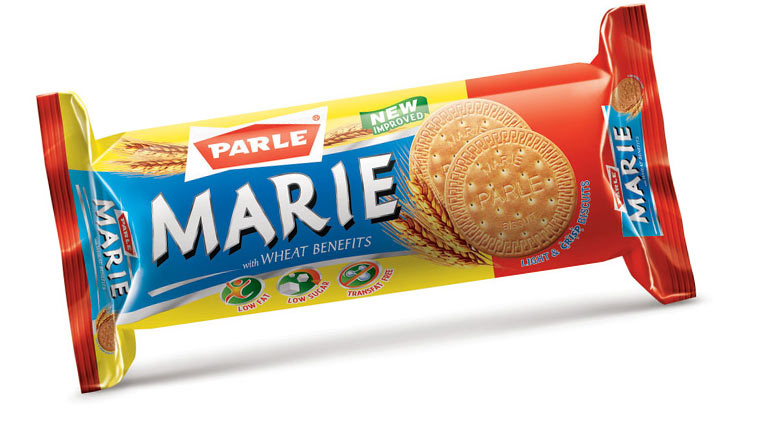 PARLE
®
NEW
IMPROVED
MARIE
with WHEAT BENEFITS
LOW FAT
LOW SUGAR
TRANSFAT FREE
MARIE
PARLE
LIGHT & CRISP BISCUITS
PARLE
MARIE
PARLE
MARIE